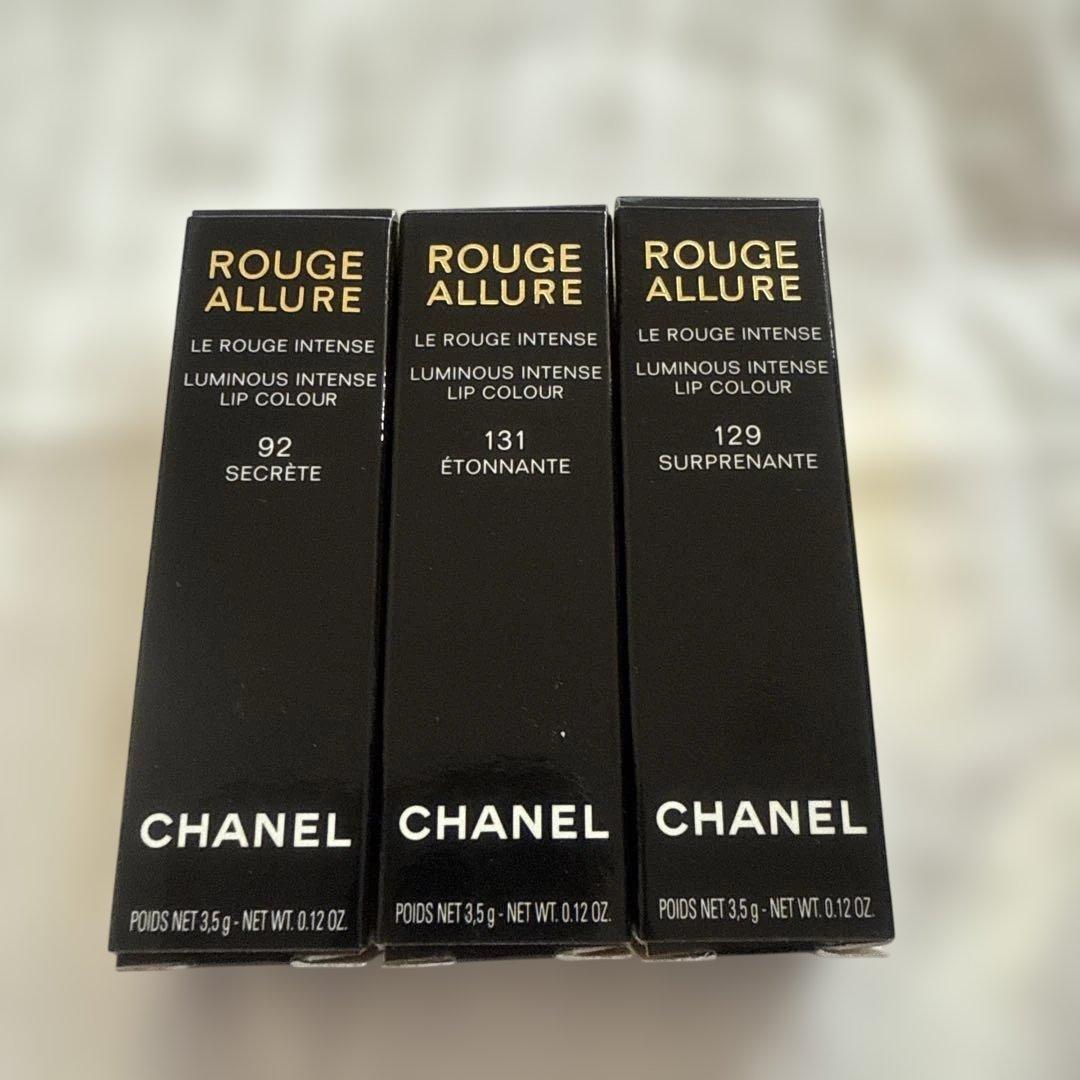 ROUGE
ALLURE
LE ROUGE INTENSE
LUMINOUS INTENSE
LIP COLOUR
92
SECRÈTE
CHANEL
POIDS NET 3,5 g - NET WT. 0.12 OZ.
ROUGE
ALLURE
LE ROUGE INTENSE
LUMINOUS INTENSE
LIP COLOUR
131
ÉTONNANTE
CHANEL
POIDS NET 3,5 g - NET WT. 0.12 OZ.
ROUGE
ALLURE
LE ROUGE INTENSE
LUMINOUS INTENSE
LIP COLOUR
129
SURPRENANTE
CHANEL
POIDS NET 3,5 g - NET WT. 0.12 OZ.